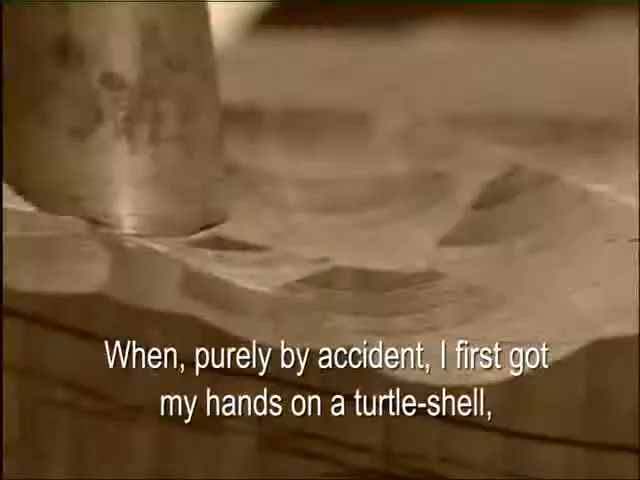 When, purely by accident, I first got
my hands on a turtle-shell,